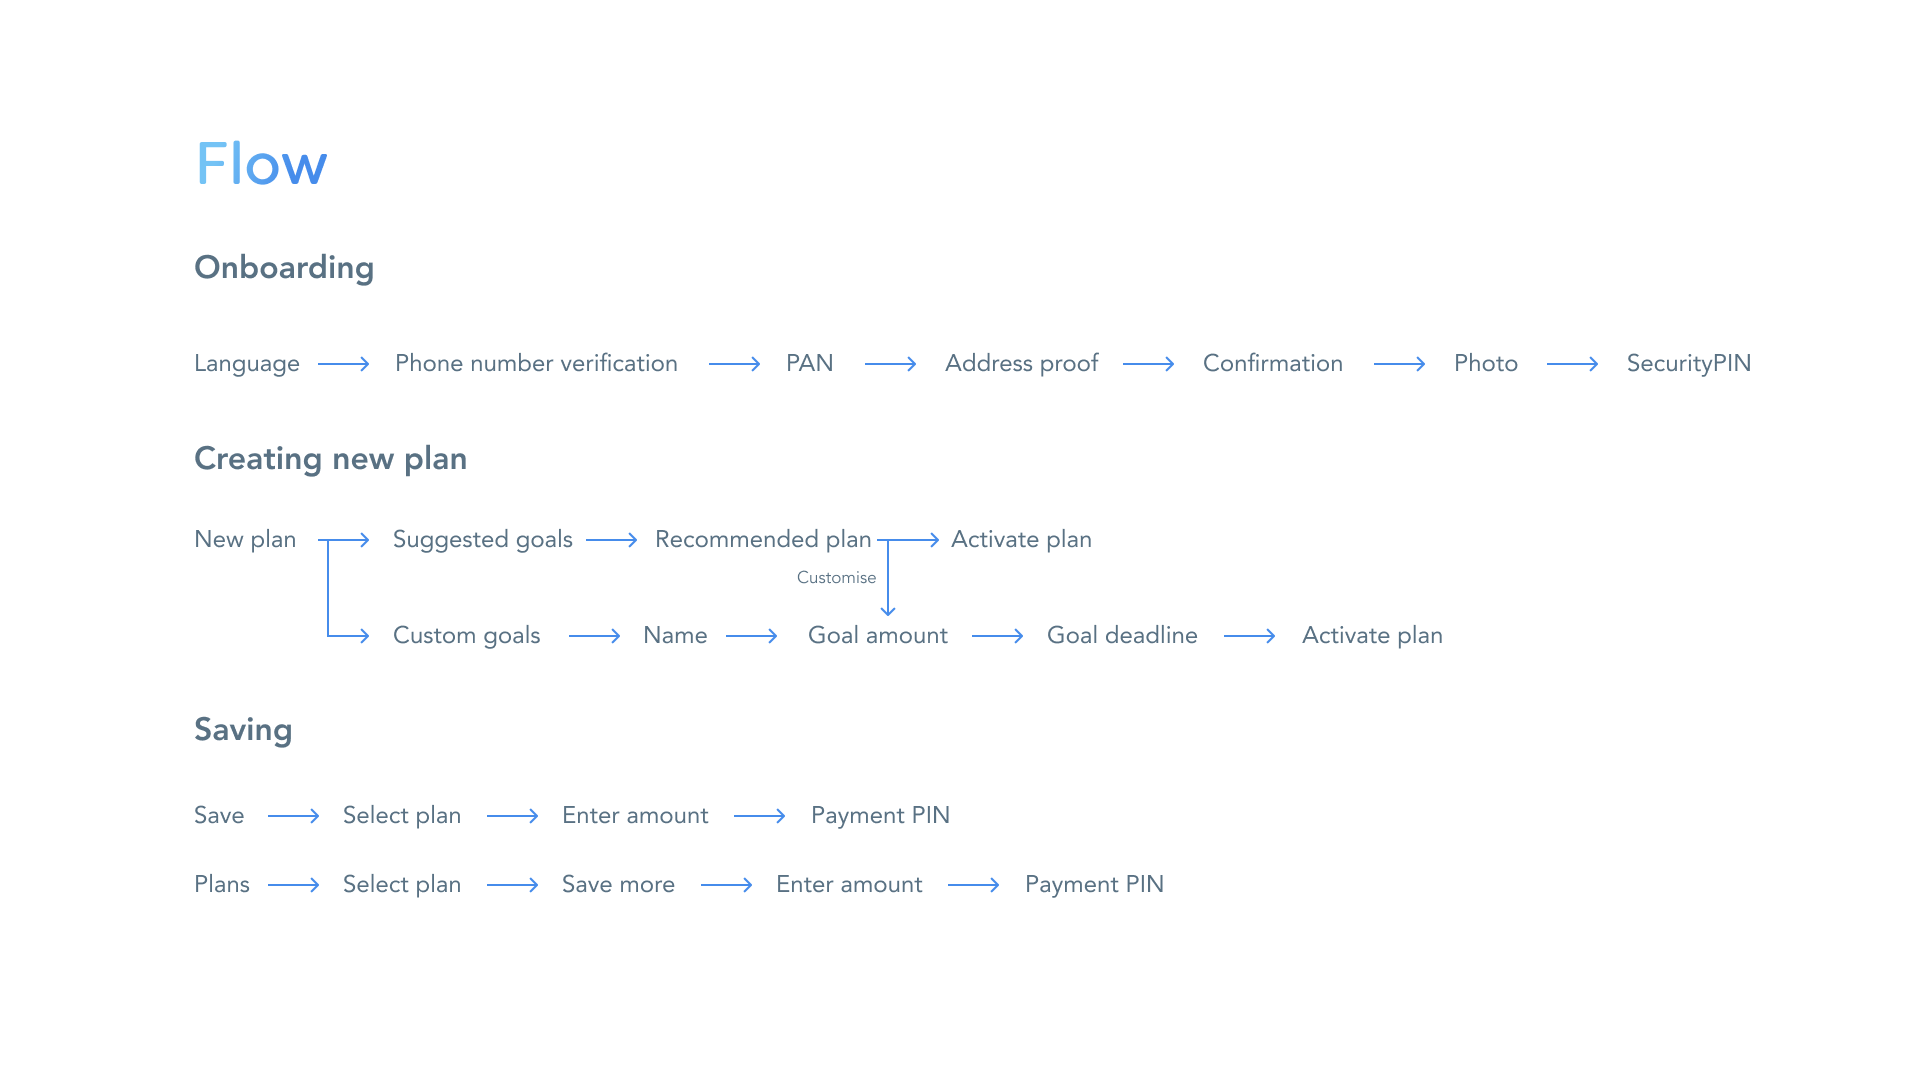 Flow
Onboarding
Language Phone number verification PAN Address proof Confirmation Photo SecurityPIN
Creating new plan
New plan Suggested goals Recommended plan Activate plan
Customise
Custom goals Name Goal amount Goal deadline Activate plan
Saving
Save Select plan Enter amount Payment PIN
Plans Select plan Save more Enter amount Payment PIN